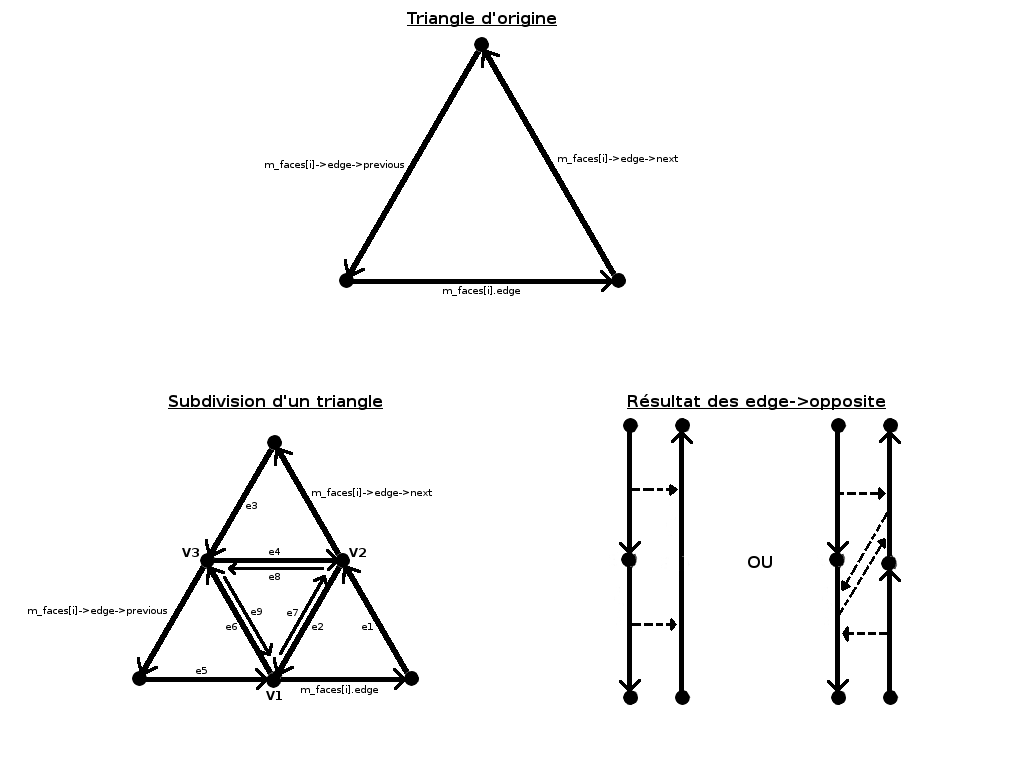 Triangle d'origine
m_faces[i]->edge->previous
m_faces[i]->edge->next
m_faces[i].edge
Subdivision d'un triangle
Résultat des edge->opposite
m_faces[i]->edge->next
e3
V3
e4
V2
e8
OU
m_faces[i]->edge->previous
e9
e7
e6
e2
e1
e5
m_faces[i].edge
V1